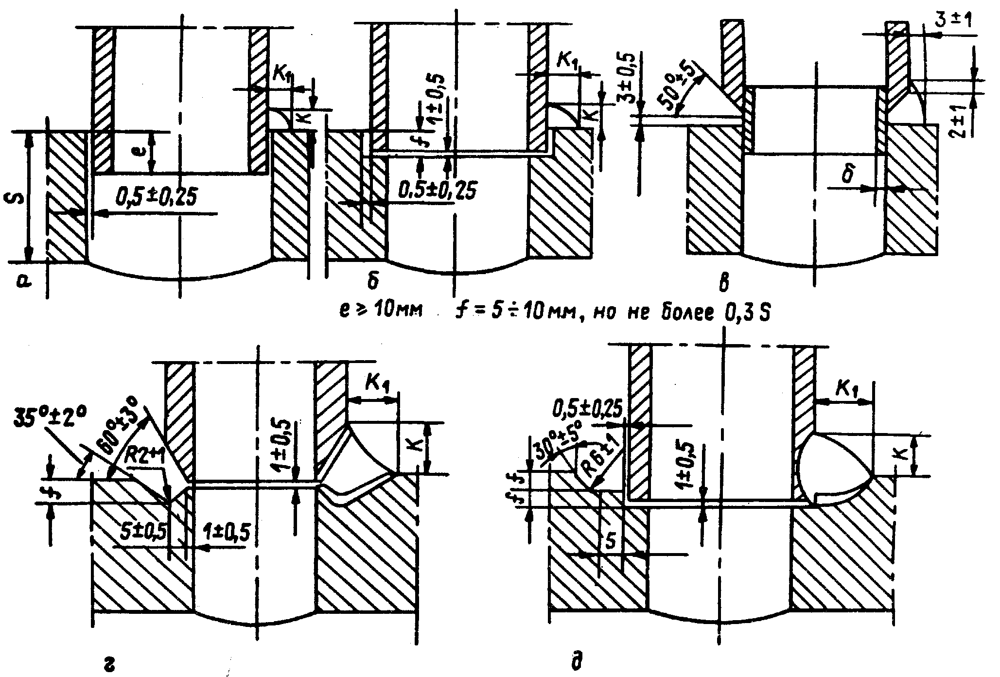 K₁
K
e
S
0,5±0,25
а
K₁
1±0,5
f
K
0.5±0,25
б
3±1
3±0,5
50°±5
2±1
б
в
e ⩾ 10мм f = 5÷10мм, но не более 0,3 S
K₁
35°±2°
60°±3°
R2+1
1±0,5
K
f
5±0,5
1±0,5
г
K₁
0,5±0,25
30°±5°
R6±1
1±0,5
K
f
f
5
д